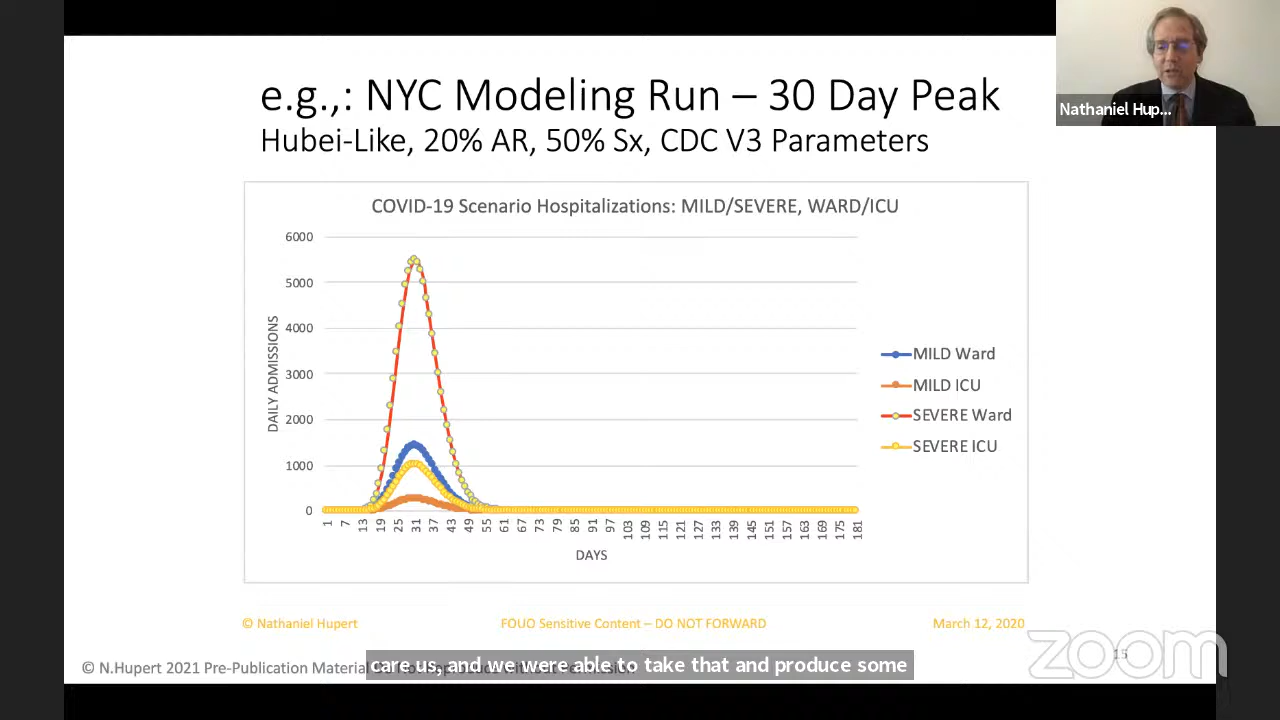 e.g.,: NYC Modeling Run – 30 Day Peak
Hubei-Like, 20% AR, 50% Sx, CDC V3 Parameters
Nathaniel Hup...
COVID-19 Scenario Hospitalizations: MILD/SEVERE, WARD/ICU
DAILY ADMISSIONS
6000
5000
4000
3000
2000
1000
0
1 7 13 19 25 31 37 43 49 55 61 67 73 79 85 91 97 103 109 115 121 127 133 139 145 151 157 163 169 175 181
DAYS
MILD Ward
MILD ICU
SEVERE Ward
SEVERE ICU
© Nathaniel Hupert FOUO Sensitive Content – DO NOT FORWARD March 12, 2020
15
© N.Hupert 2021 Pre-Publication Material
care us, and we were able to take that and produce some
zoom